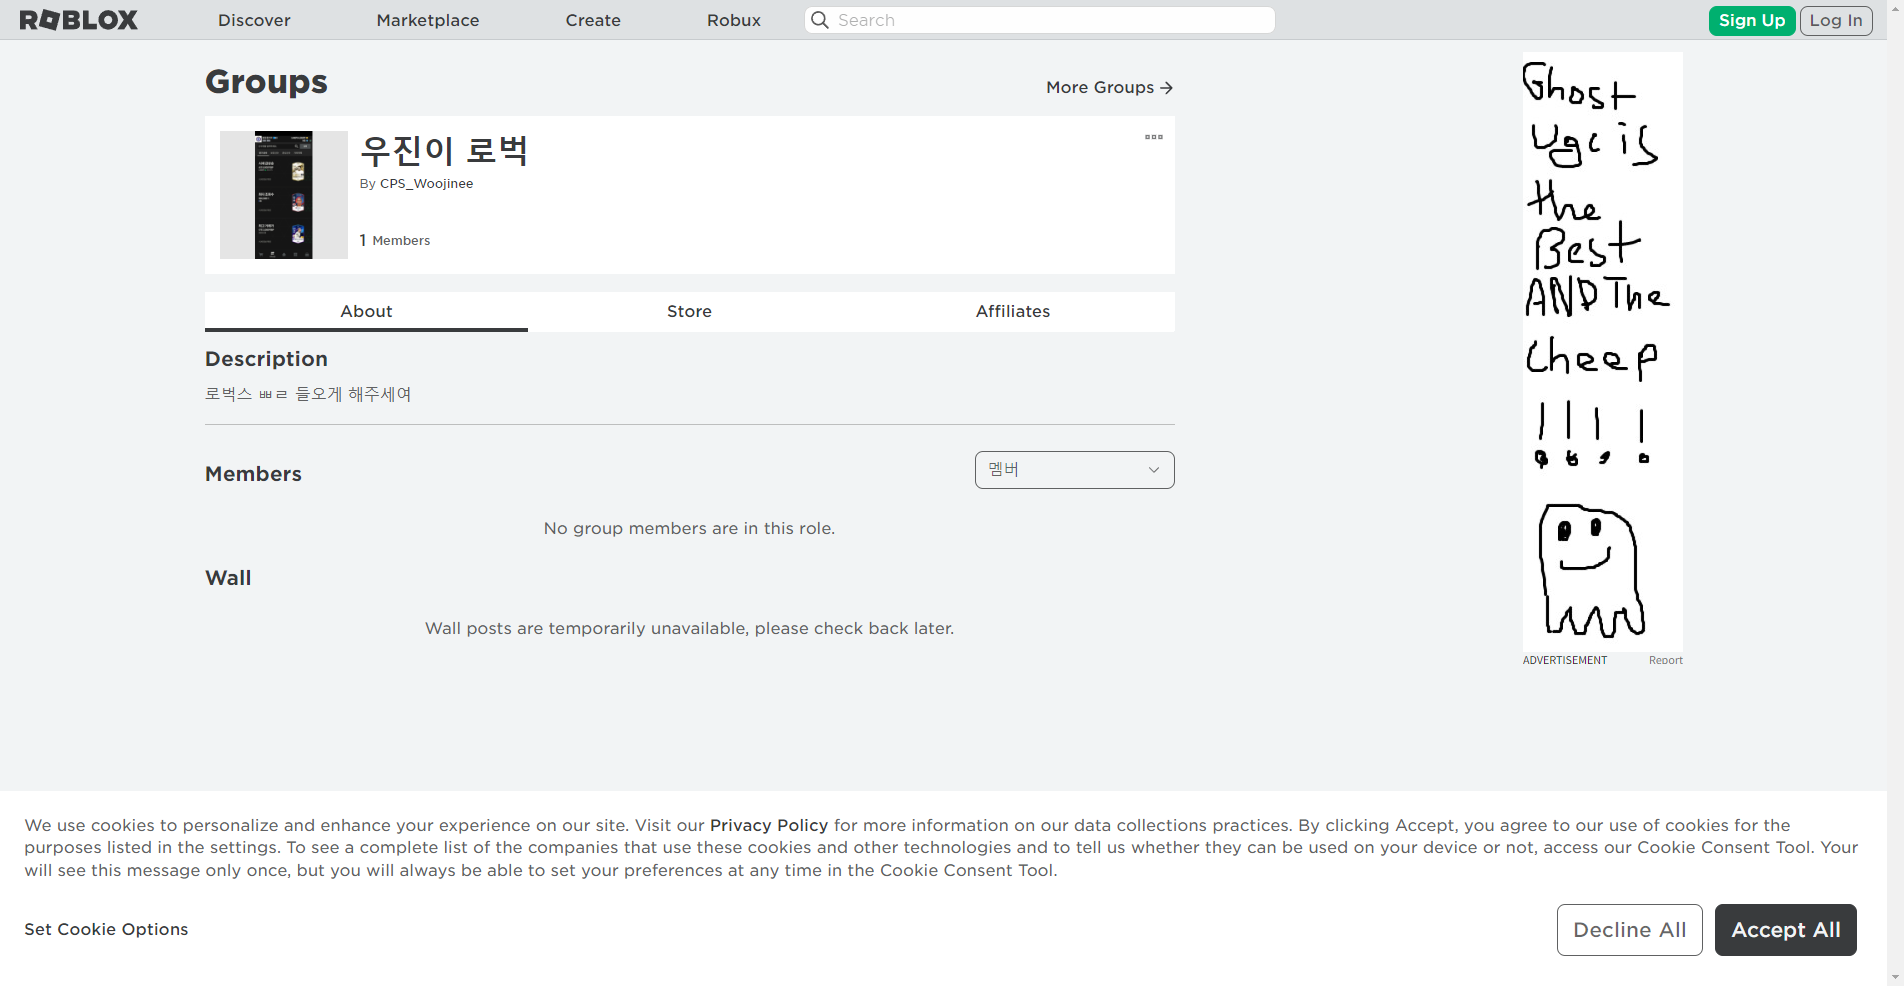 ROBLOX
Discover
Marketplace
Create
Robux
Search
Sign Up
Log In
Groups
More Groups
우진이 로벅
By CPS_Woojinee
1 Members
About
Store
Affiliates
Description
로벅스 ㅃㄹ 들오게 해주세여
Members
멤버
No group members are in this role.
Wall
Wall posts are temporarily unavailable, please check back later.
Ghost
Ugc is
the
Best
AND The
cheep
!!! !
ADVERTISEMENT
Report
We use cookies to personalize and enhance your experience on our site. Visit our Privacy Policy for more information on our data collections practices. By clicking Accept, you agree to our use of cookies for the
purposes listed in the settings. To see a complete list of the companies that use these cookies and other technologies and to tell us whether they can be used on your device or not, access our Cookie Consent Tool. Your
will see this message only once, but you will always be able to set your preferences at any time in the Cookie Consent Tool.
Set Cookie Options
Decline All
Accept All